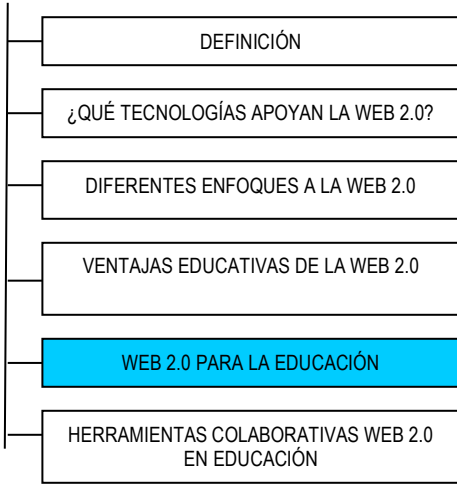 DEFINICIÓN
¿QUÉ TECNOLOGÍAS APOYAN LA WEB 2.0?
DIFERENTES ENFOQUES A LA WEB 2.0
VENTAJAS EDUCATIVAS DE LA WEB 2.0
WEB 2.0 PARA LA EDUCACIÓN
HERRAMIENTAS COLABORATIVAS WEB 2.0
EN EDUCACIÓN